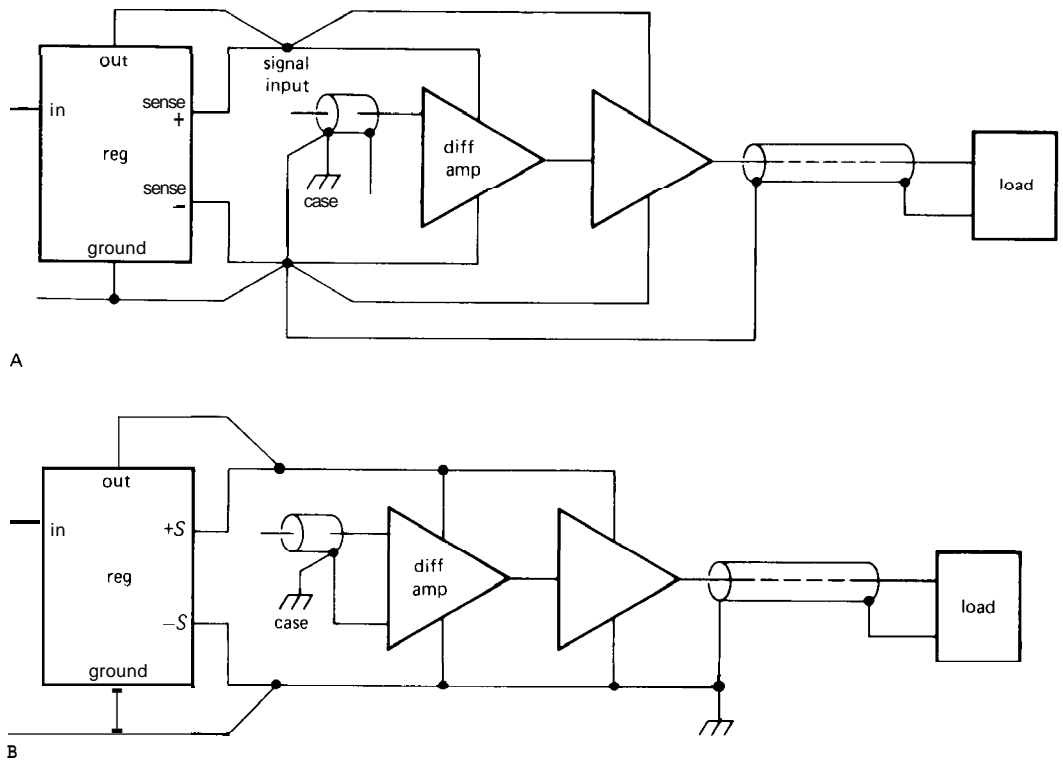 out
signal
input
sense
+
in
reg
diff
amp
load
sense
−
case
ground
A
out
in
+S
diff
amp
reg
load
case
−S
ground
B